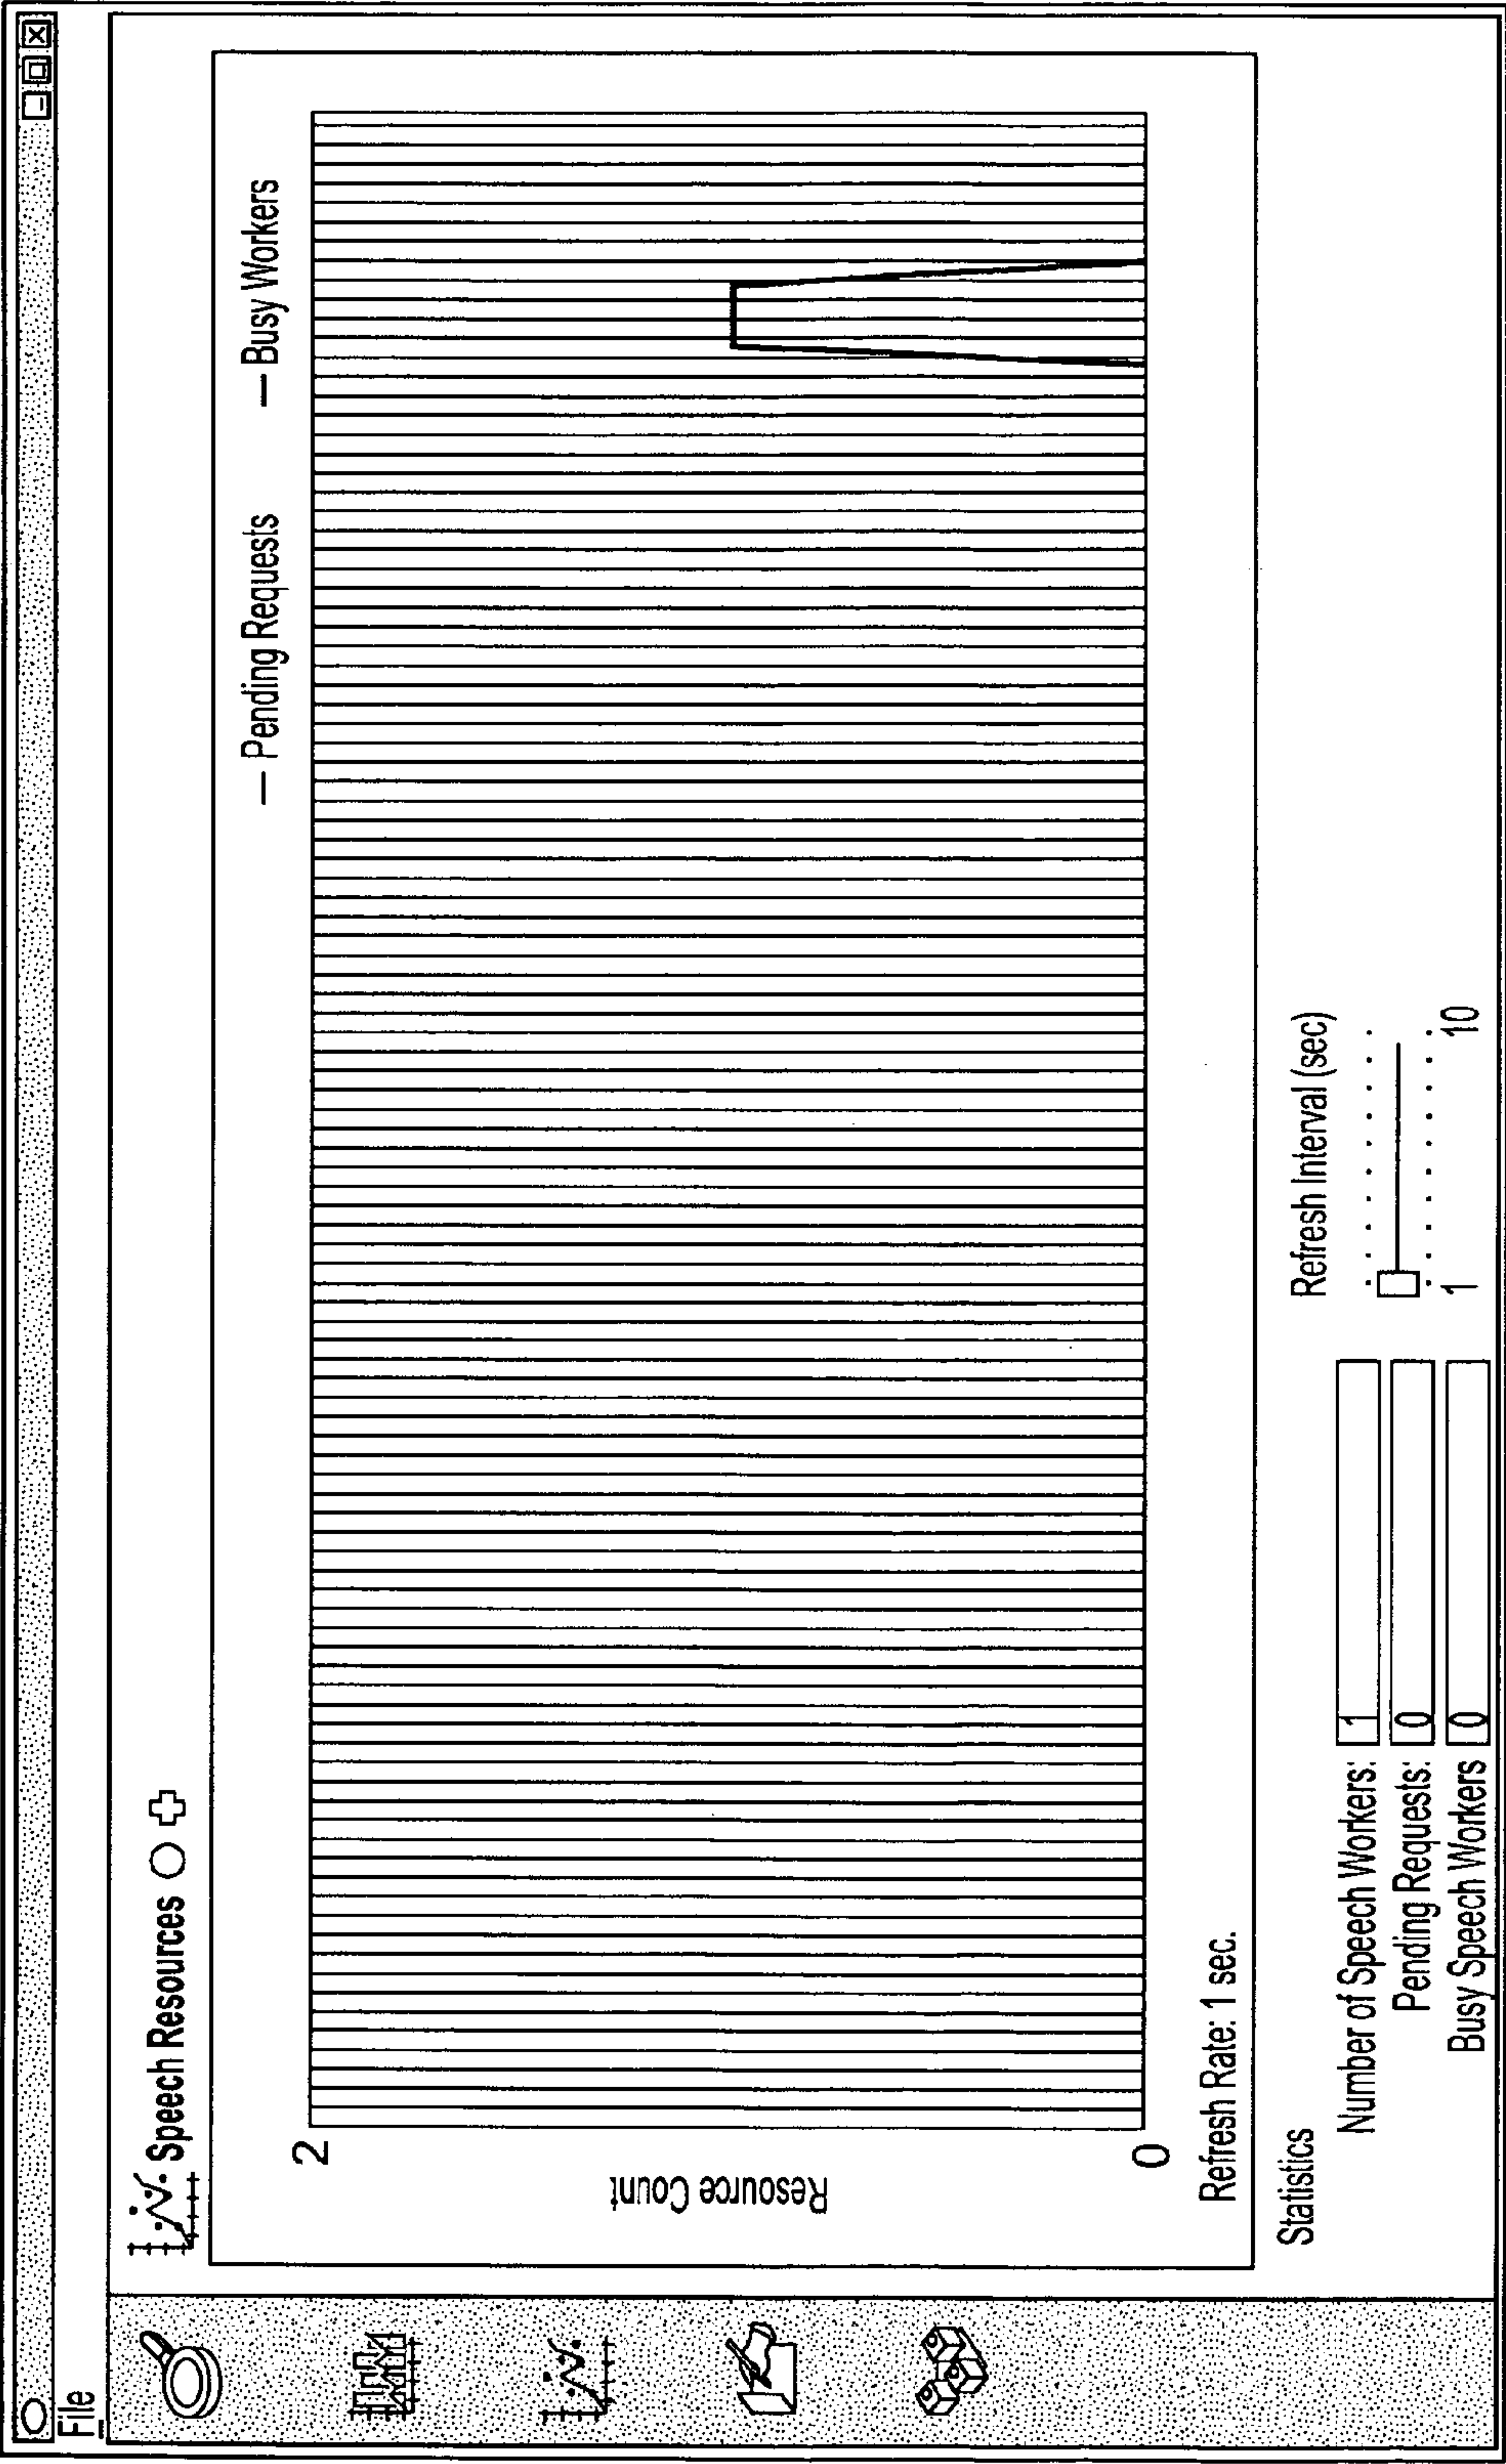 File
Speech Resources
— Pending Requests — Busy Workers
2
Resource Count
0
Refresh Rate: 1 sec.
Statistics
Refresh Interval (sec)
Number of Speech Workers: 1
Pending Requests: 0
Busy Speech Workers 0
1 10